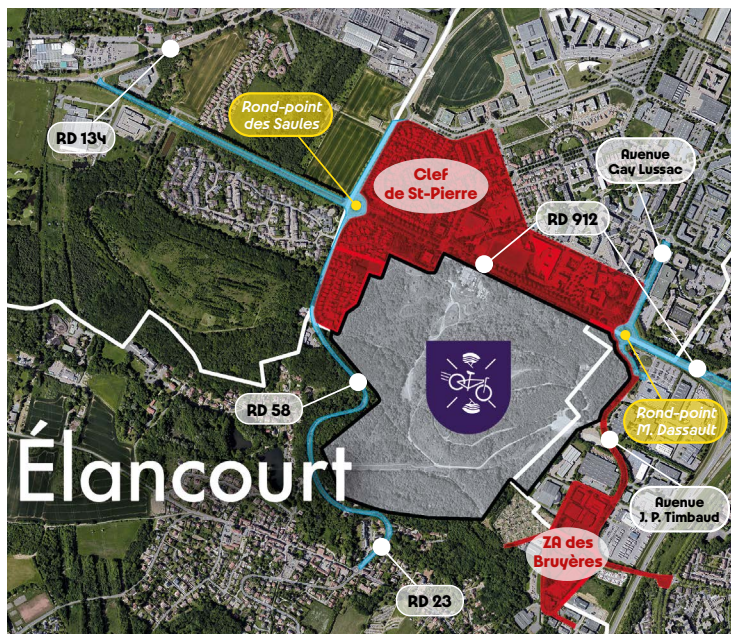 RD 134
Rond-point
des Saules
Clef
de St-Pierre
Avenue
Gay Lussac
RD 912
RD 58
Rond-point
M. Dassault
Élancourt
Avenue
J. P. Timbaud
ZA des
Bruyères
RD 23